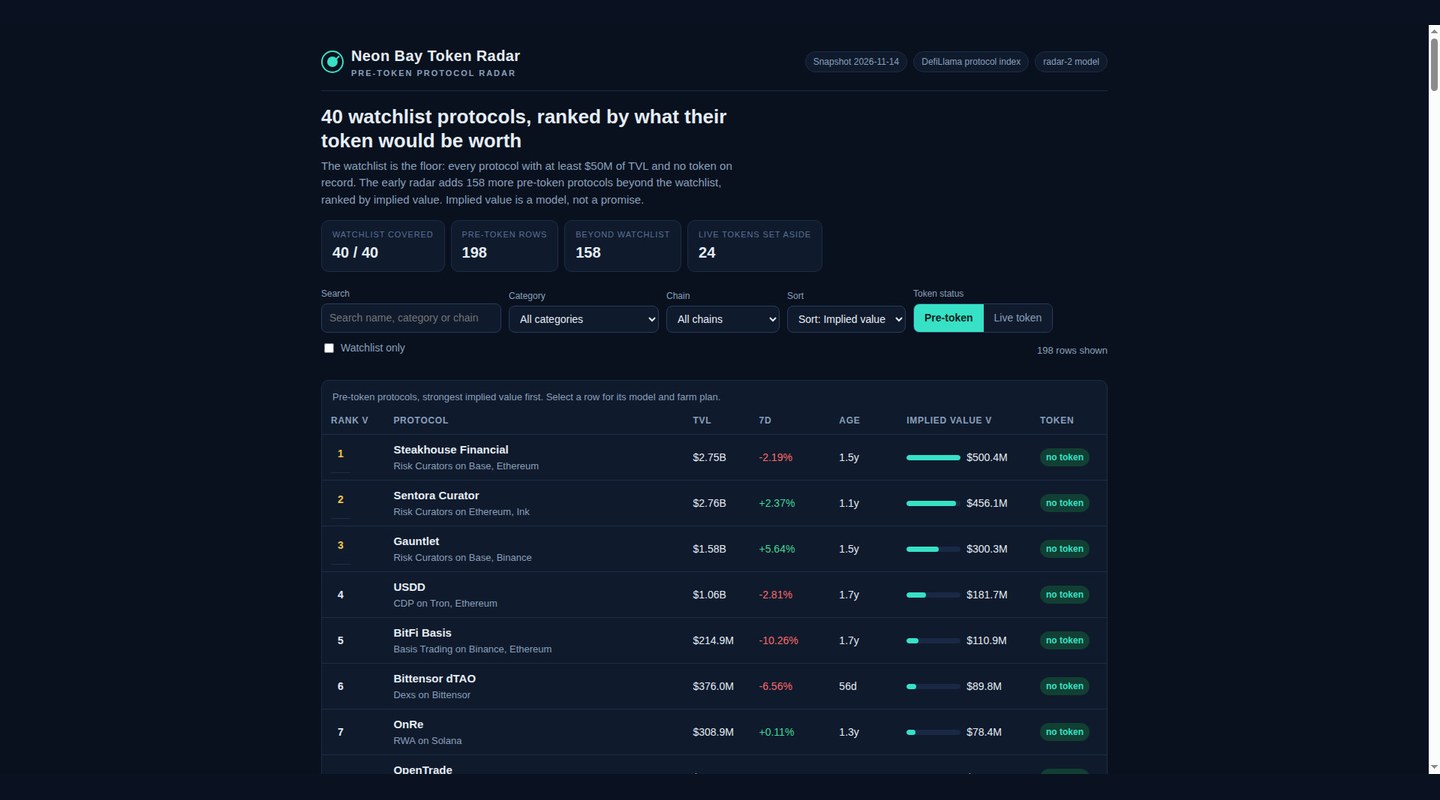 Neon Bay Token Radar
PRE-TOKEN PROTOCOL RADAR
Snapshot 2026-11-14
DefiLlama protocol index
radar-2 model
40 watchlist protocols, ranked by what their
token would be worth
The watchlist is the floor: every protocol with at least $50M of TVL and no token on
record. The early radar adds 158 more pre-token protocols beyond the watchlist,
ranked by implied value. Implied value is a model, not a promise.
WATCHLIST COVERED
40 / 40
PRE-TOKEN ROWS
198
BEYOND WATCHLIST
158
LIVE TOKENS SET ASIDE
24
Search
Search name, category or chain
Category
All categories
Chain
All chains
Sort
Sort: Implied value
Token status
Pre-token
Live token
Watchlist only
198 rows shown
Pre-token protocols, strongest implied value first. Select a row for its model and farm plan.
RANK V PROTOCOL TVL 7D AGE IMPLIED VALUE V TOKEN
1 Steakhouse Financial $2.75B -2.19% 1.5y $500.4M no token
Risk Curators on Base, Ethereum
2 Sentora Curator $2.76B +2.37% 1.1y $456.1M no token
Risk Curators on Ethereum, Ink
3 Gauntlet $1.58B +5.64% 1.5y $300.3M no token
Risk Curators on Base, Binance
4 USDD $1.06B -2.81% 1.7y $181.7M no token
CDP on Tron, Ethereum
5 BitFi Basis $214.9M -10.26% 1.7y $110.9M no token
Basis Trading on Binance, Ethereum
6 Bittensor dTAO $376.0M -6.56% 56d $89.8M no token
Dexs on Bittensor
7 OnRe $308.9M +0.11% 1.3y $78.4M no token
RWA on Solana
OpenTrade